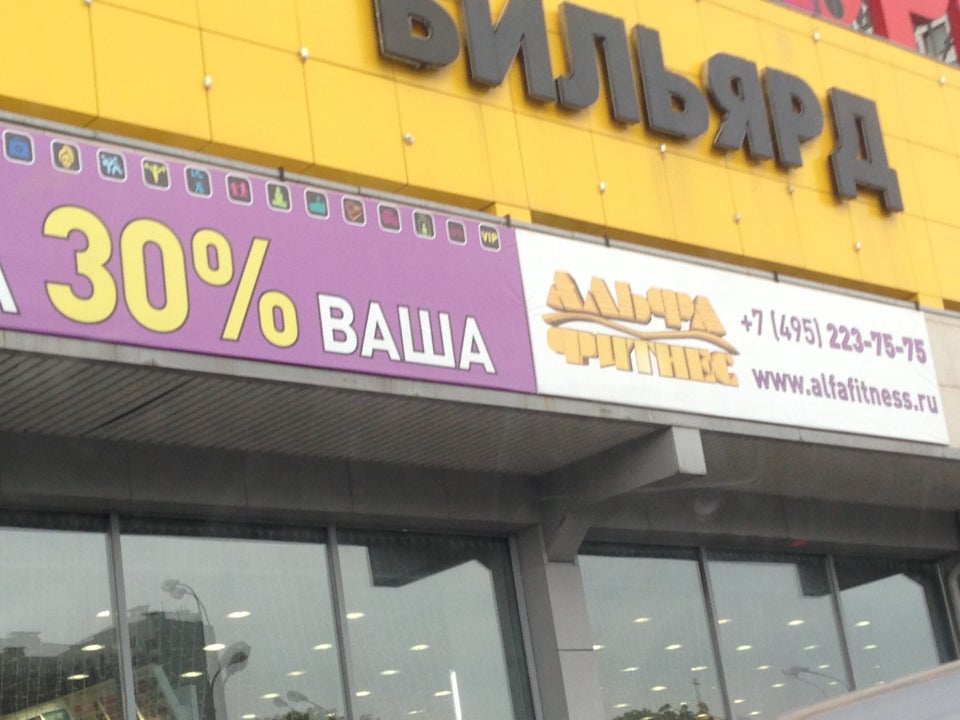 БИЛЬЯРД
VIP
30% ВАША
АЛЬФА
ФИТНЕС
+7 (495) 223-75-75
www.alfafitness.ru